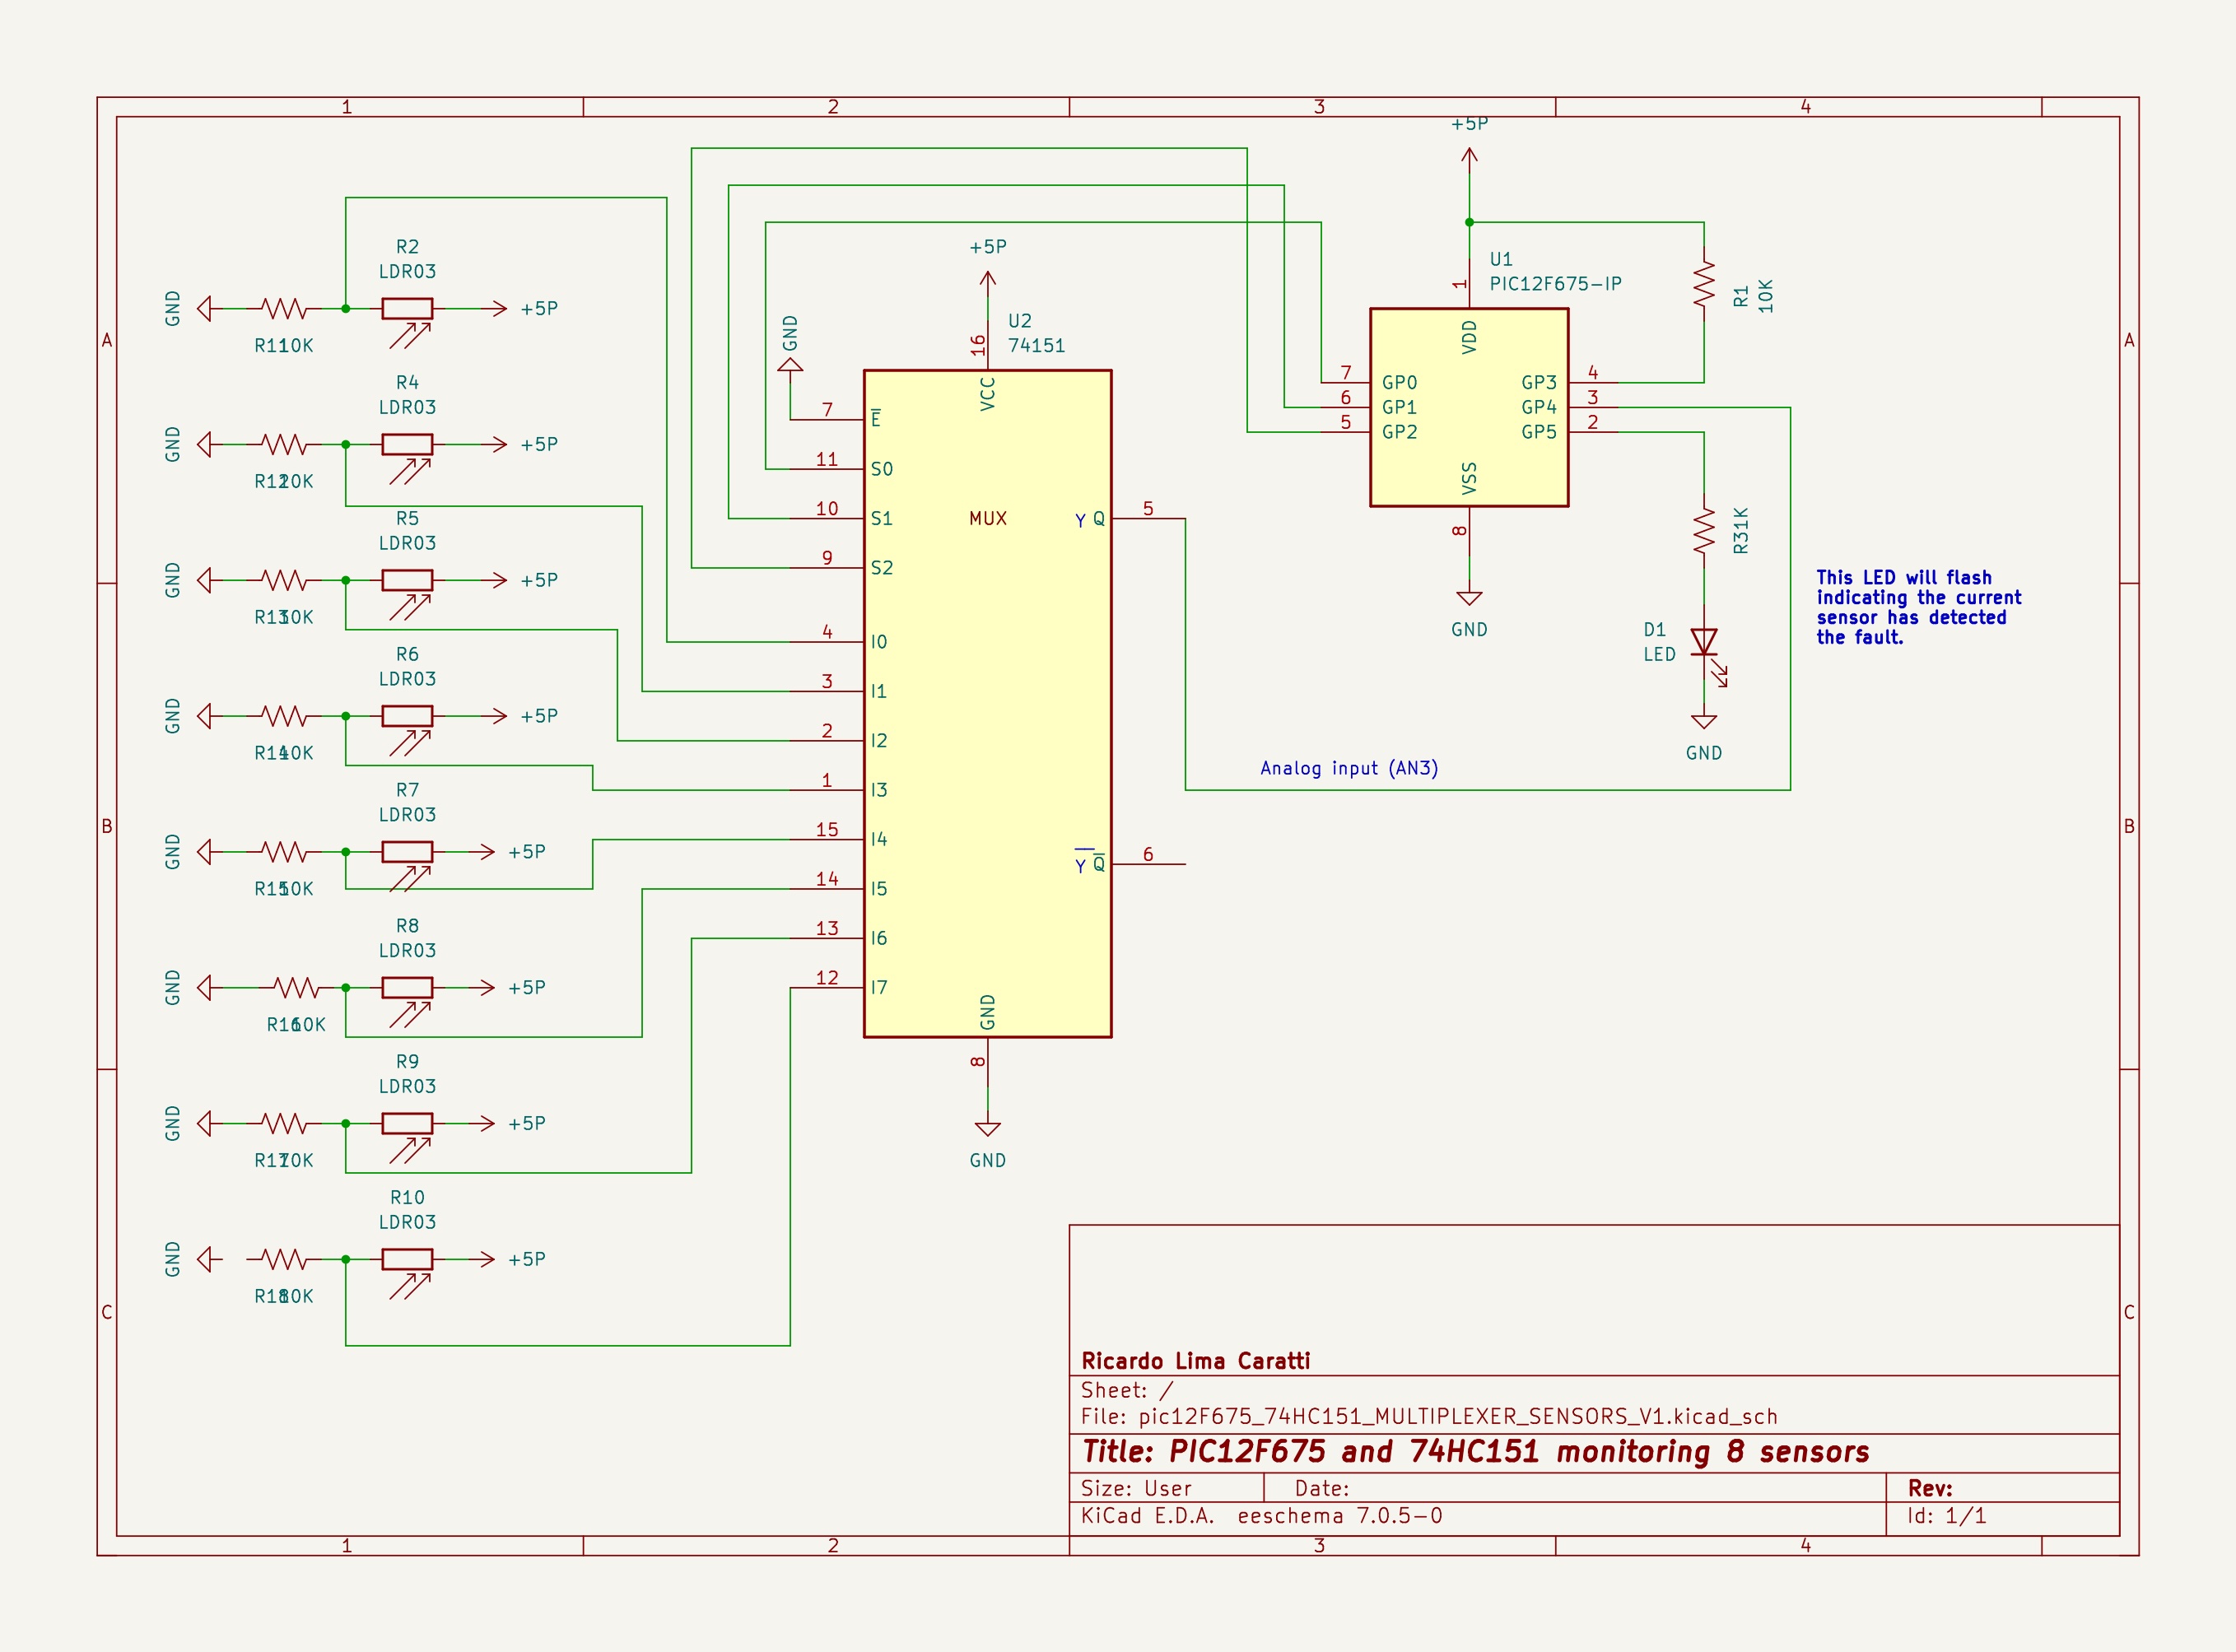 1 2 3 4
A
B
C
A
B
C
1 2 3 4
R2
LDR03
GND
+5P
R11 10K
R4
LDR03
GND
+5P
R12 10K
R5
LDR03
GND
+5P
R13 10K
R6
LDR03
GND
+5P
R14 10K
R7
LDR03
GND
+5P
R15 10K
R8
LDR03
GND
+5P
R16 10K
R9
LDR03
GND
+5P
R17 10K
R10
LDR03
GND
+5P
R18 10K
+5P
GND
U2
74151
16
VCC
7 E̅
11 S0
10 S1
9 S2
4 I0
3 I1
2 I2
1 I3
15 I4
14 I5
13 I6
12 I7
MUX
Y Q 5
Y̅ Q̅ 6
GND
8
GND
+5P
U1
PIC12F675-IP
1
VDD
7 GP0
6 GP1
5 GP2
GP3 4
GP4 3
GP5 2
VSS
8
GND
R1
10K
R3 1K
D1
LED
GND
This LED will flash
indicating the current
sensor has detected
the fault.
Analog input (AN3)
Ricardo Lima Caratti
Sheet: /
File: pic12F675_74HC151_MULTIPLEXER_SENSORS_V1.kicad_sch
Title: PIC12F675 and 74HC151 monitoring 8 sensors
Size: User Date: Rev:
KiCad E.D.A. eeschema 7.0.5-0 Id: 1/1